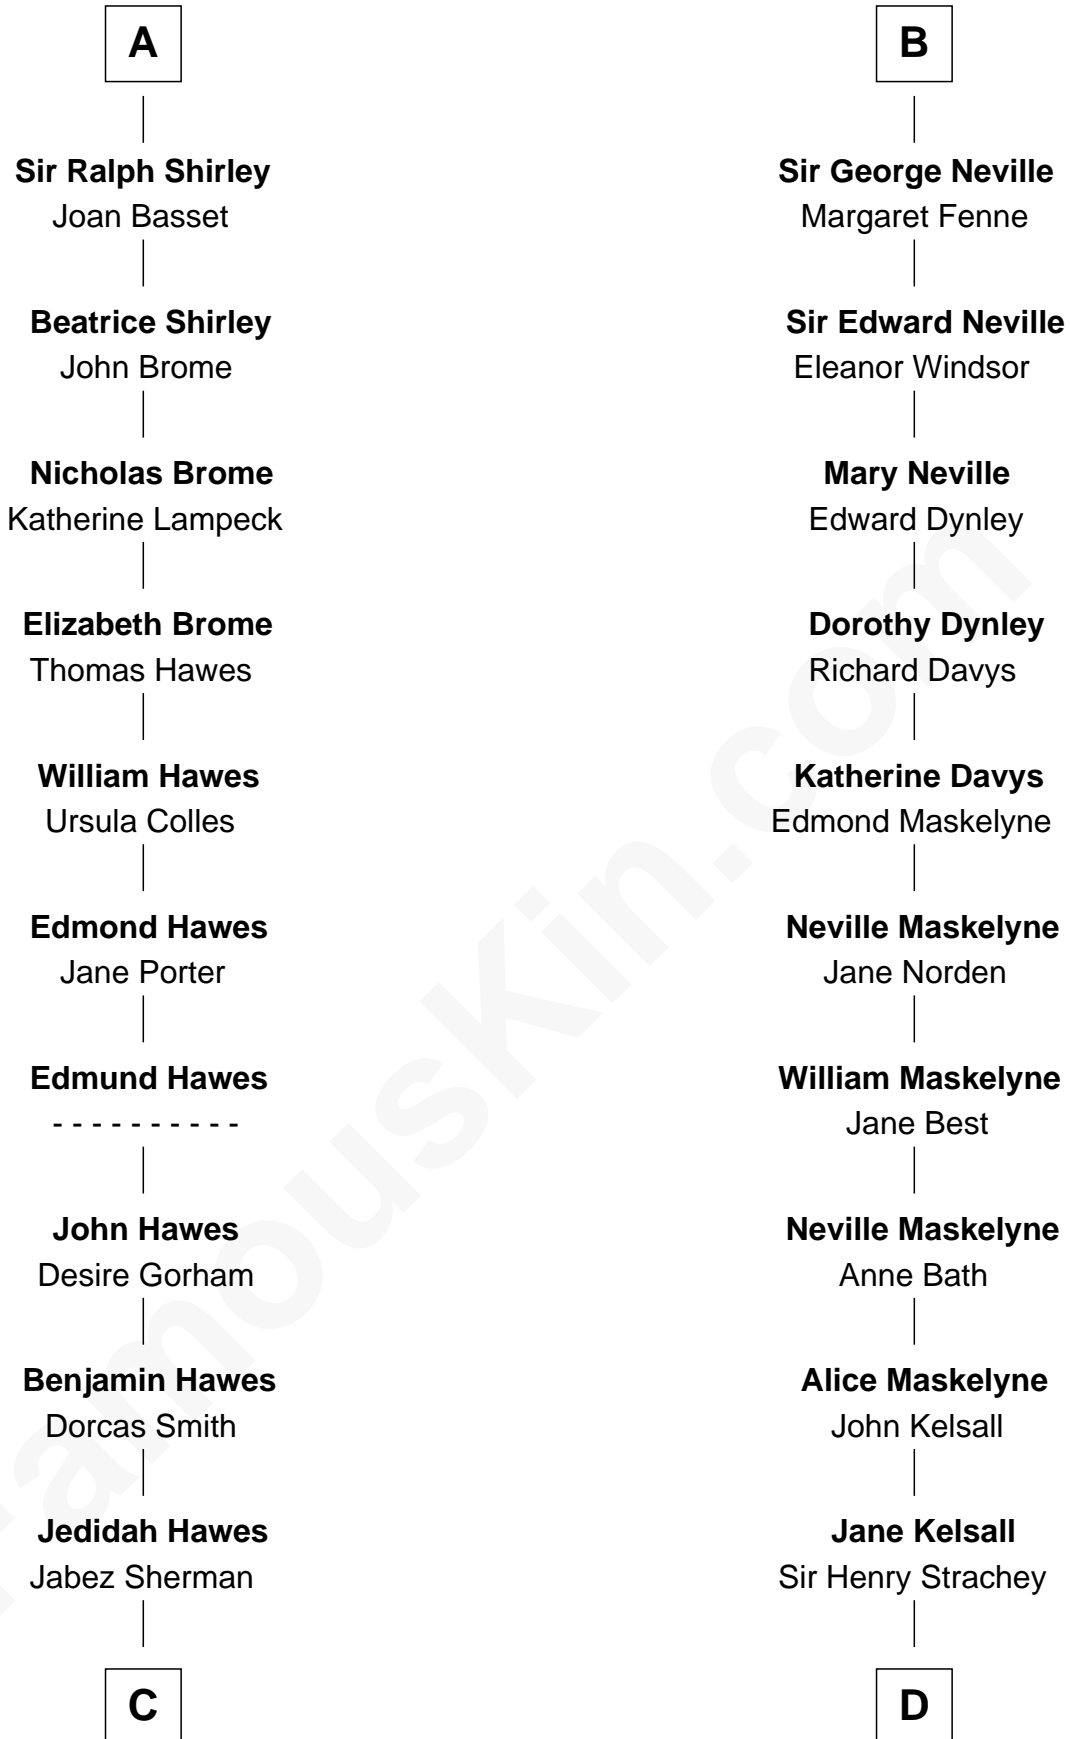 A
Sir Ralph Shirley
Joan Basset
Beatrice Shirley
John Brome
Nicholas Brome
Katherine Lampeck
Elizabeth Brome
Thomas Hawes
William Hawes
Ursula Colles
Edmond Hawes
Jane Porter
Edmund Hawes
- - - - - - - - - -
John Hawes
Desire Gorham
Benjamin Hawes
Dorcas Smith
Jedidah Hawes
Jabez Sherman
C
B
Sir George Neville
Margaret Fenne
Sir Edward Neville
Eleanor Windsor
Mary Neville
Edward Dynley
Dorothy Dynley
Richard Davys
Katherine Davys
Edmond Maskelyne
Neville Maskelyne
Jane Norden
William Maskelyne
Jane Best
Neville Maskelyne
Anne Bath
Alice Maskelyne
John Kelsall
Jane Kelsall
Sir Henry Strachey
D
FamousKin.com